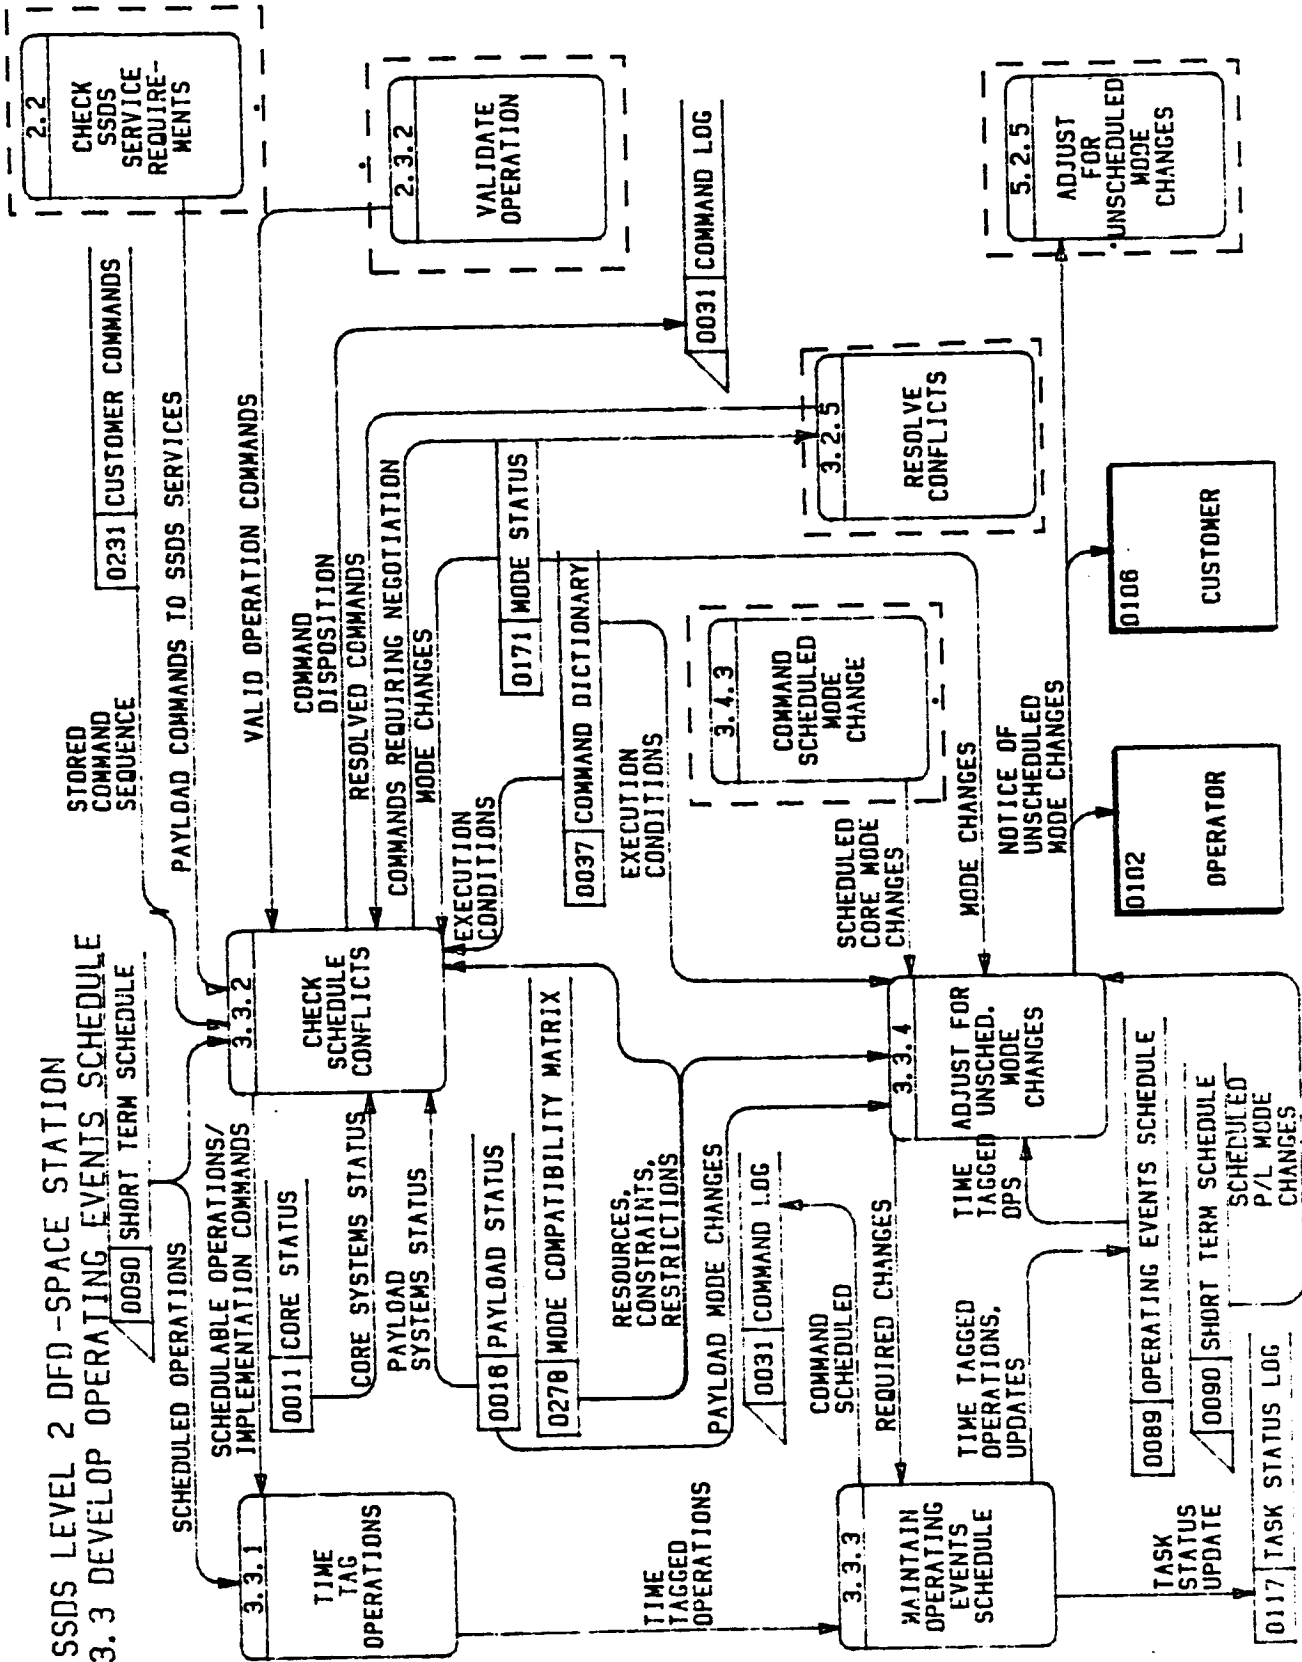 SSDS LEVEL 2 DFD-SPACE STATION
3.3 DEVELOP OPERATING EVENTS SCHEDULE
0090 SHORT TERM SCHEDULE
SCHEDULED OPERATIONS
STORED
COMMAND
SEQUENCE
0231 CUSTOMER COMMANDS
PAYLOAD COMMANDS TO SSDS SERVICES
2.2
CHECK
SSDS
SERVICE
REQUIRE-
MENTS
VALID OPERATION COMMANDS
2.3.2
VALIDATE
OPERATION
3.3.1
TIME
TAG
OPERATIONS
SCHEDULABLE OPERATIONS/
IMPLEMENTATION COMMANDS
3.3.2
CHECK
SCHEDULE
CONFLICTS
0011 CORE STATUS
CORE SYSTEMS STATUS
PAYLOAD
SYSTEMS STATUS
COMMAND
DISPOSITION
RESOLVED COMMANDS
COMMANDS REQUIRING NEGOTIATION
MODE CHANGES
EXECUTION
CONDITIONS
0031 COMMAND LOG
0016 PAYLOAD STATUS
0278 MODE COMPATIBILITY MATRIX
0171 MODE STATUS
0037 COMMAND DICTIONARY
RESOURCES,
CONSTRAINTS,
RESTRICTIONS
EXECUTION
CONDITIONS
3.2.5
RESOLVE
CONFLICTS
3.4.3
COMMAND
SCHEDULED
MODE
CHANGE
TIME
TAGGED
OPERATIONS
PAYLOAD MODE CHANGES
0031 COMMAND LOG
COMMAND
SCHEDULED
REQUIRED CHANGES
SCHEDULED
CORE MODE
CHANGES
MODE CHANGES
NOTICE OF
UNSCHEDULED
MODE CHANGES
3.3.3
MAINTAIN
OPERATING
EVENTS
SCHEDULE
3.3.4
ADJUST FOR
UNSCHED.
MODE
CHANGES
TIME
TAGGED
OPS
TIME TAGGED
OPERATIONS,
UPDATES
5.2.5
ADJUST
FOR
UNSCHEDULED
MODE
CHANGES
0102
OPERATOR
0106
CUSTOMER
0089 OPERATING EVENTS SCHEDULE
0090 SHORT TERM SCHEDULE
SCHEDULED
P/L MODE
CHANGES
TASK
STATUS
UPDATE
0117 TASK STATUS LOG